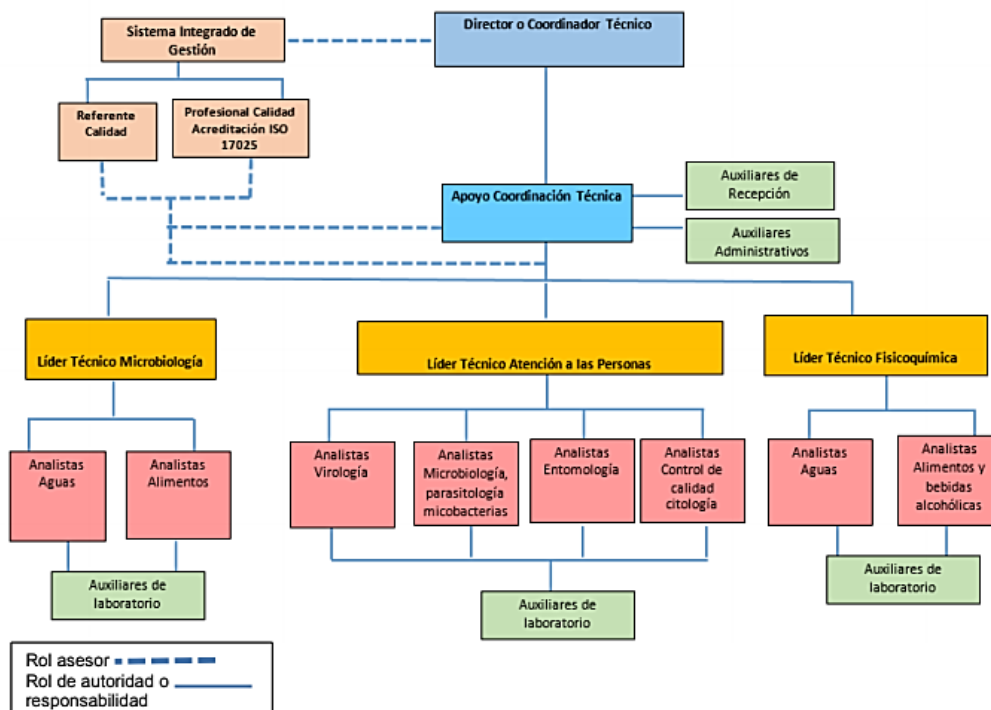 Sistema Integrado de
Gestión
Director o Coordinador Técnico
Referente
Calidad
Profesional Calidad
Acreditación ISO
17025
Apoyo Coordinación Técnica
Auxiliares de
Recepción
Auxiliares
Administrativos
Líder Técnico Microbiología
Líder Técnico Atención a las Personas
Líder Técnico Fisicoquímica
Analistas
Aguas
Analistas
Alimentos
Analistas
Virología
Analistas
Microbiología,
parasitología
micobacterias
Analistas
Entomología
Analistas
Control de
calidad
citología
Analistas
Aguas
Analistas
Alimentos y
bebidas
alcohólicas
Auxiliares de
laboratorio
Auxiliares de
laboratorio
Auxiliares de
laboratorio
Rol asesor
Rol de autoridad o
responsabilidad